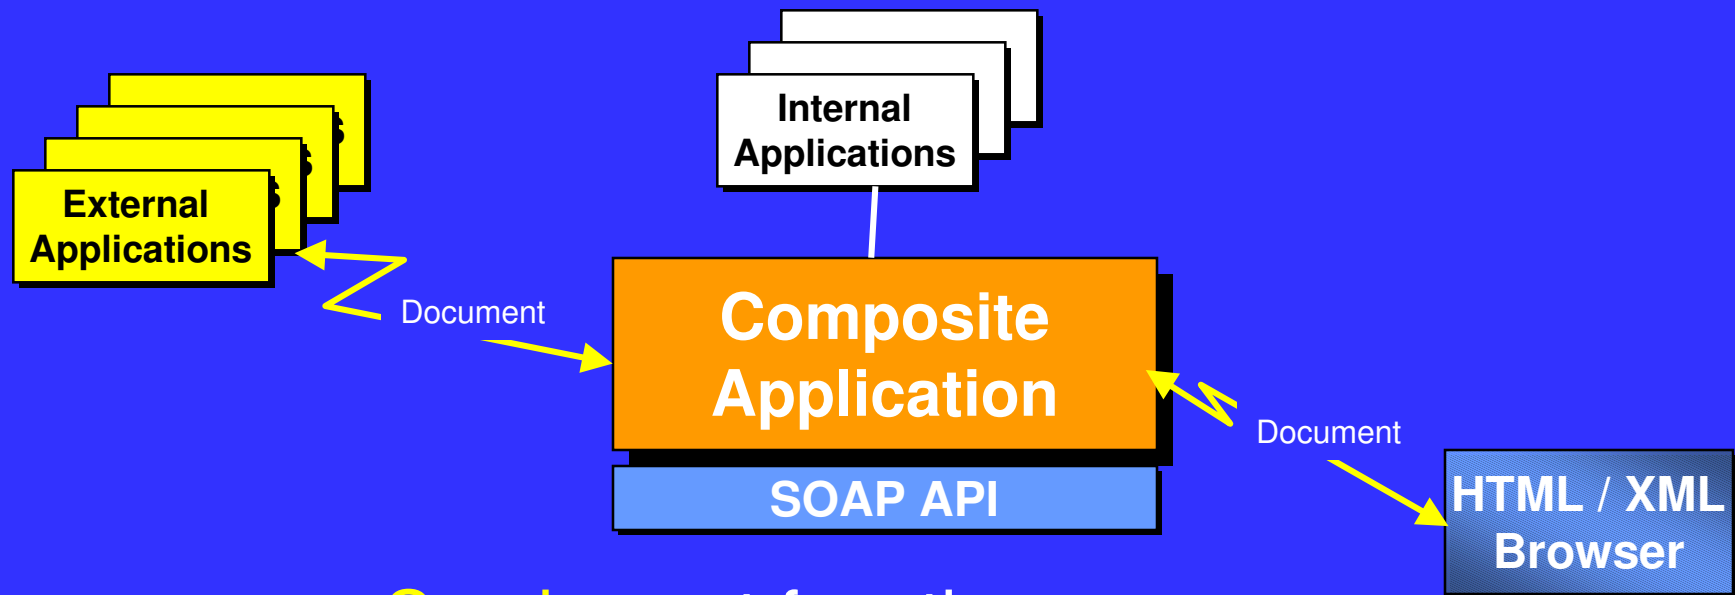 Internal
Applications
External
Applications
Document
Composite
Application
Document
SOAP API
HTML / XML
Browser